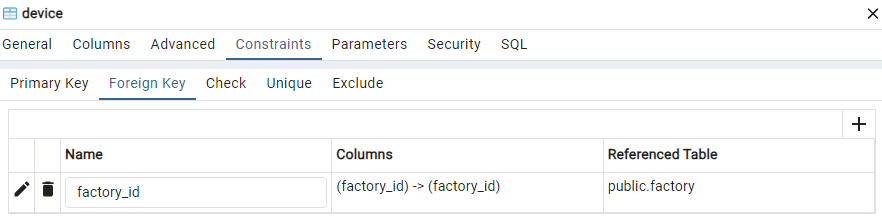 device
General Columns Advanced Constraints Parameters Security SQL
Primary Key Foreign Key Check Unique Exclude
Name Columns Referenced Table
factory_id (factory_id) -> (factory_id) public.factory